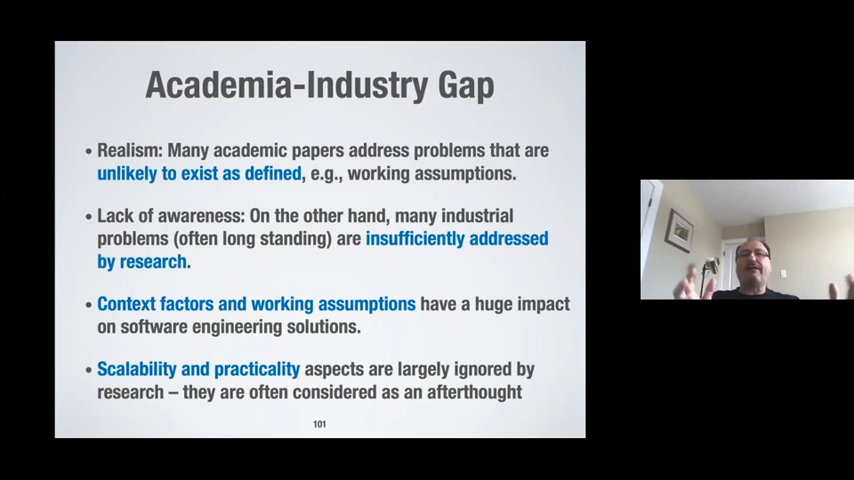 Academia-Industry Gap
• Realism: Many academic papers address problems that are
unlikely to exist as defined, e.g., working assumptions.
• Lack of awareness: On the other hand, many industrial
problems (often long standing) are insufficiently addressed
by research.
• Context factors and working assumptions have a huge impact
on software engineering solutions.
• Scalability and practicality aspects are largely ignored by
research – they are often considered as an afterthought
101